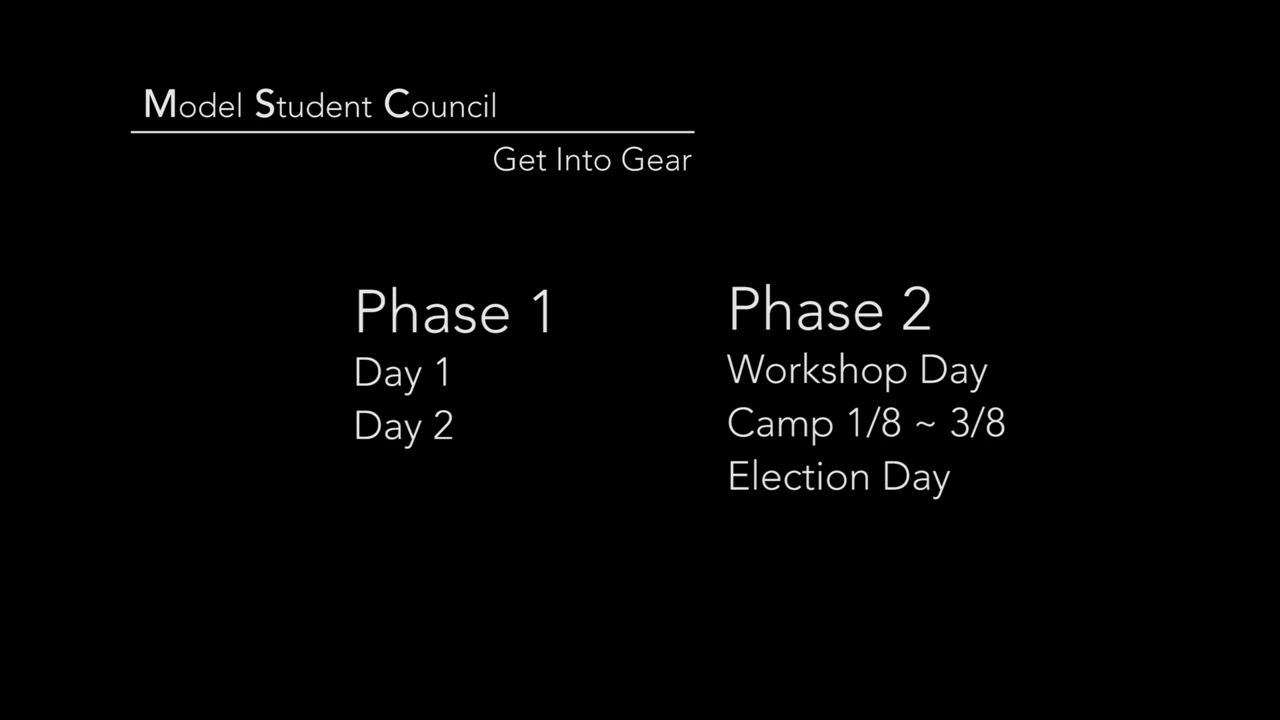 Model Student Council
Get Into Gear
Phase 1
Day 1
Day 2
Phase 2
Workshop Day
Camp 1/8 ~ 3/8
Election Day